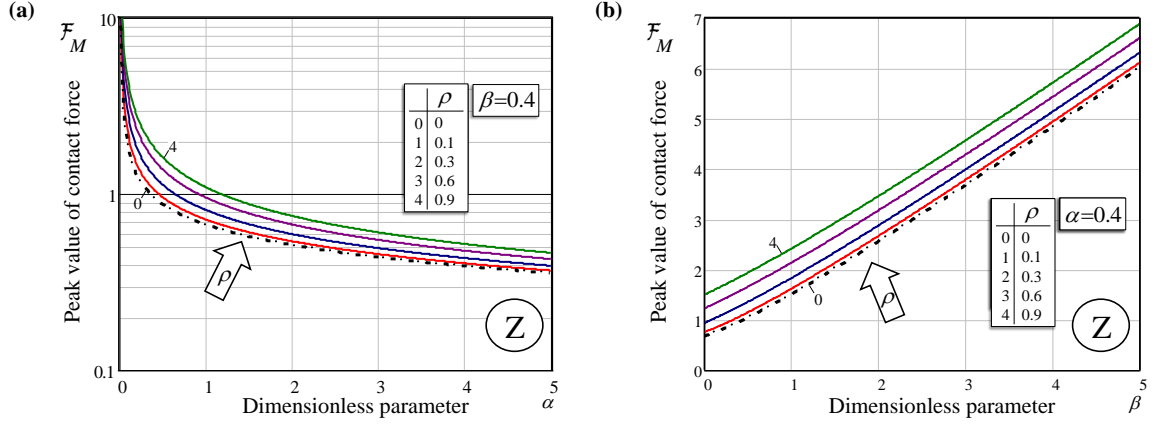 (a)
10
ℱM
Peak value of contact force
1
0.1
ρ
β=0.4
0 0
1 0.1
2 0.3
3 0.6
4 0.9
4
0
ρ
Z
0 1 2 3 4 5
Dimensionless parameter α
(b)
7
ℱM
6
5
4
3
2
1
0
Peak value of contact force
ρ
α=0.4
0 0
1 0.1
2 0.3
3 0.6
4 0.9
4
0
ρ
Z
0 1 2 3 4 5
Dimensionless parameter β